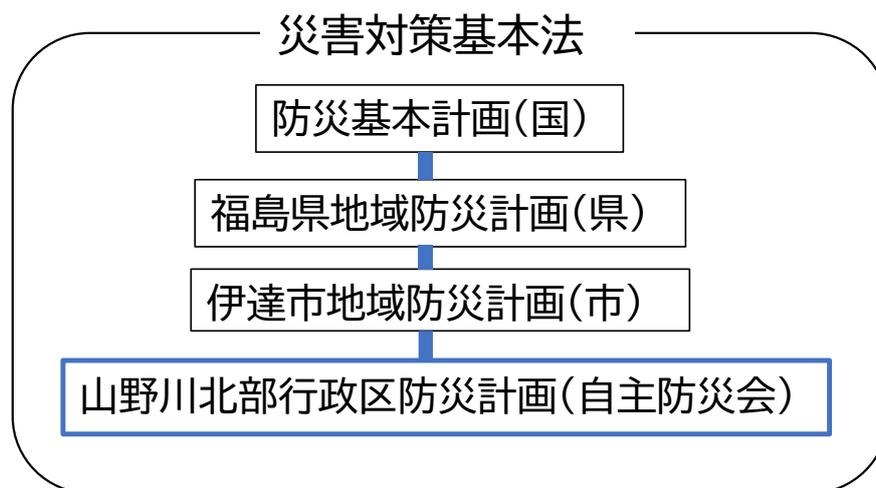 災害対策基本法
防災基本計画(国)
福島県地域防災計画(県)
伊達市地域防災計画(市)
山野川北部行政区防災計画(自主防災会)